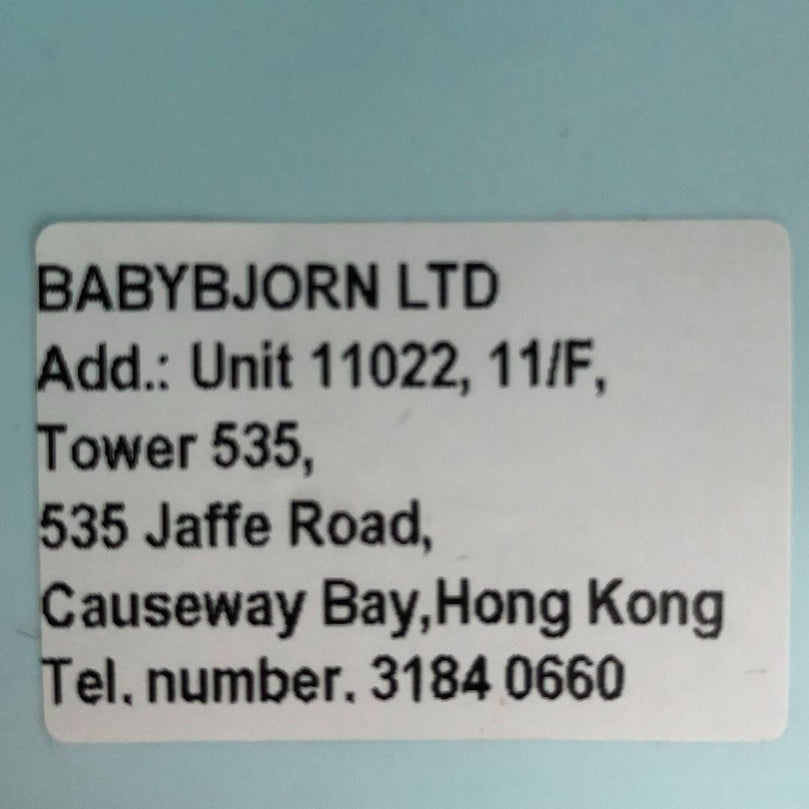 BABYBJORN LTD
Add.: Unit 11022, 11/F,
Tower 535,
535 Jaffe Road,
Causeway Bay,Hong Kong
Tel. number. 3184 0660